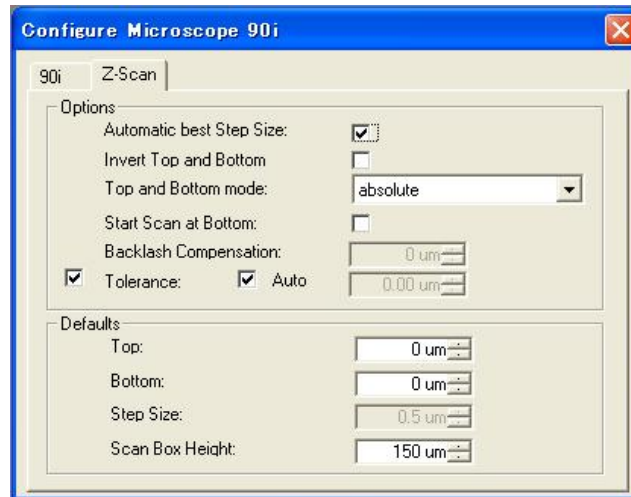 Configure Microscope 90i
90i Z-Scan
Options
Automatic best Step Size:
Invert Top and Bottom
Top and Bottom mode: absolute
Start Scan at Bottom:
Backlash Compensation: 0 um
Tolerance: Auto 0.00 um
Defaults
Top: 0 um
Bottom: 0 um
Step Size: 0.5 um
Scan Box Height: 150 um